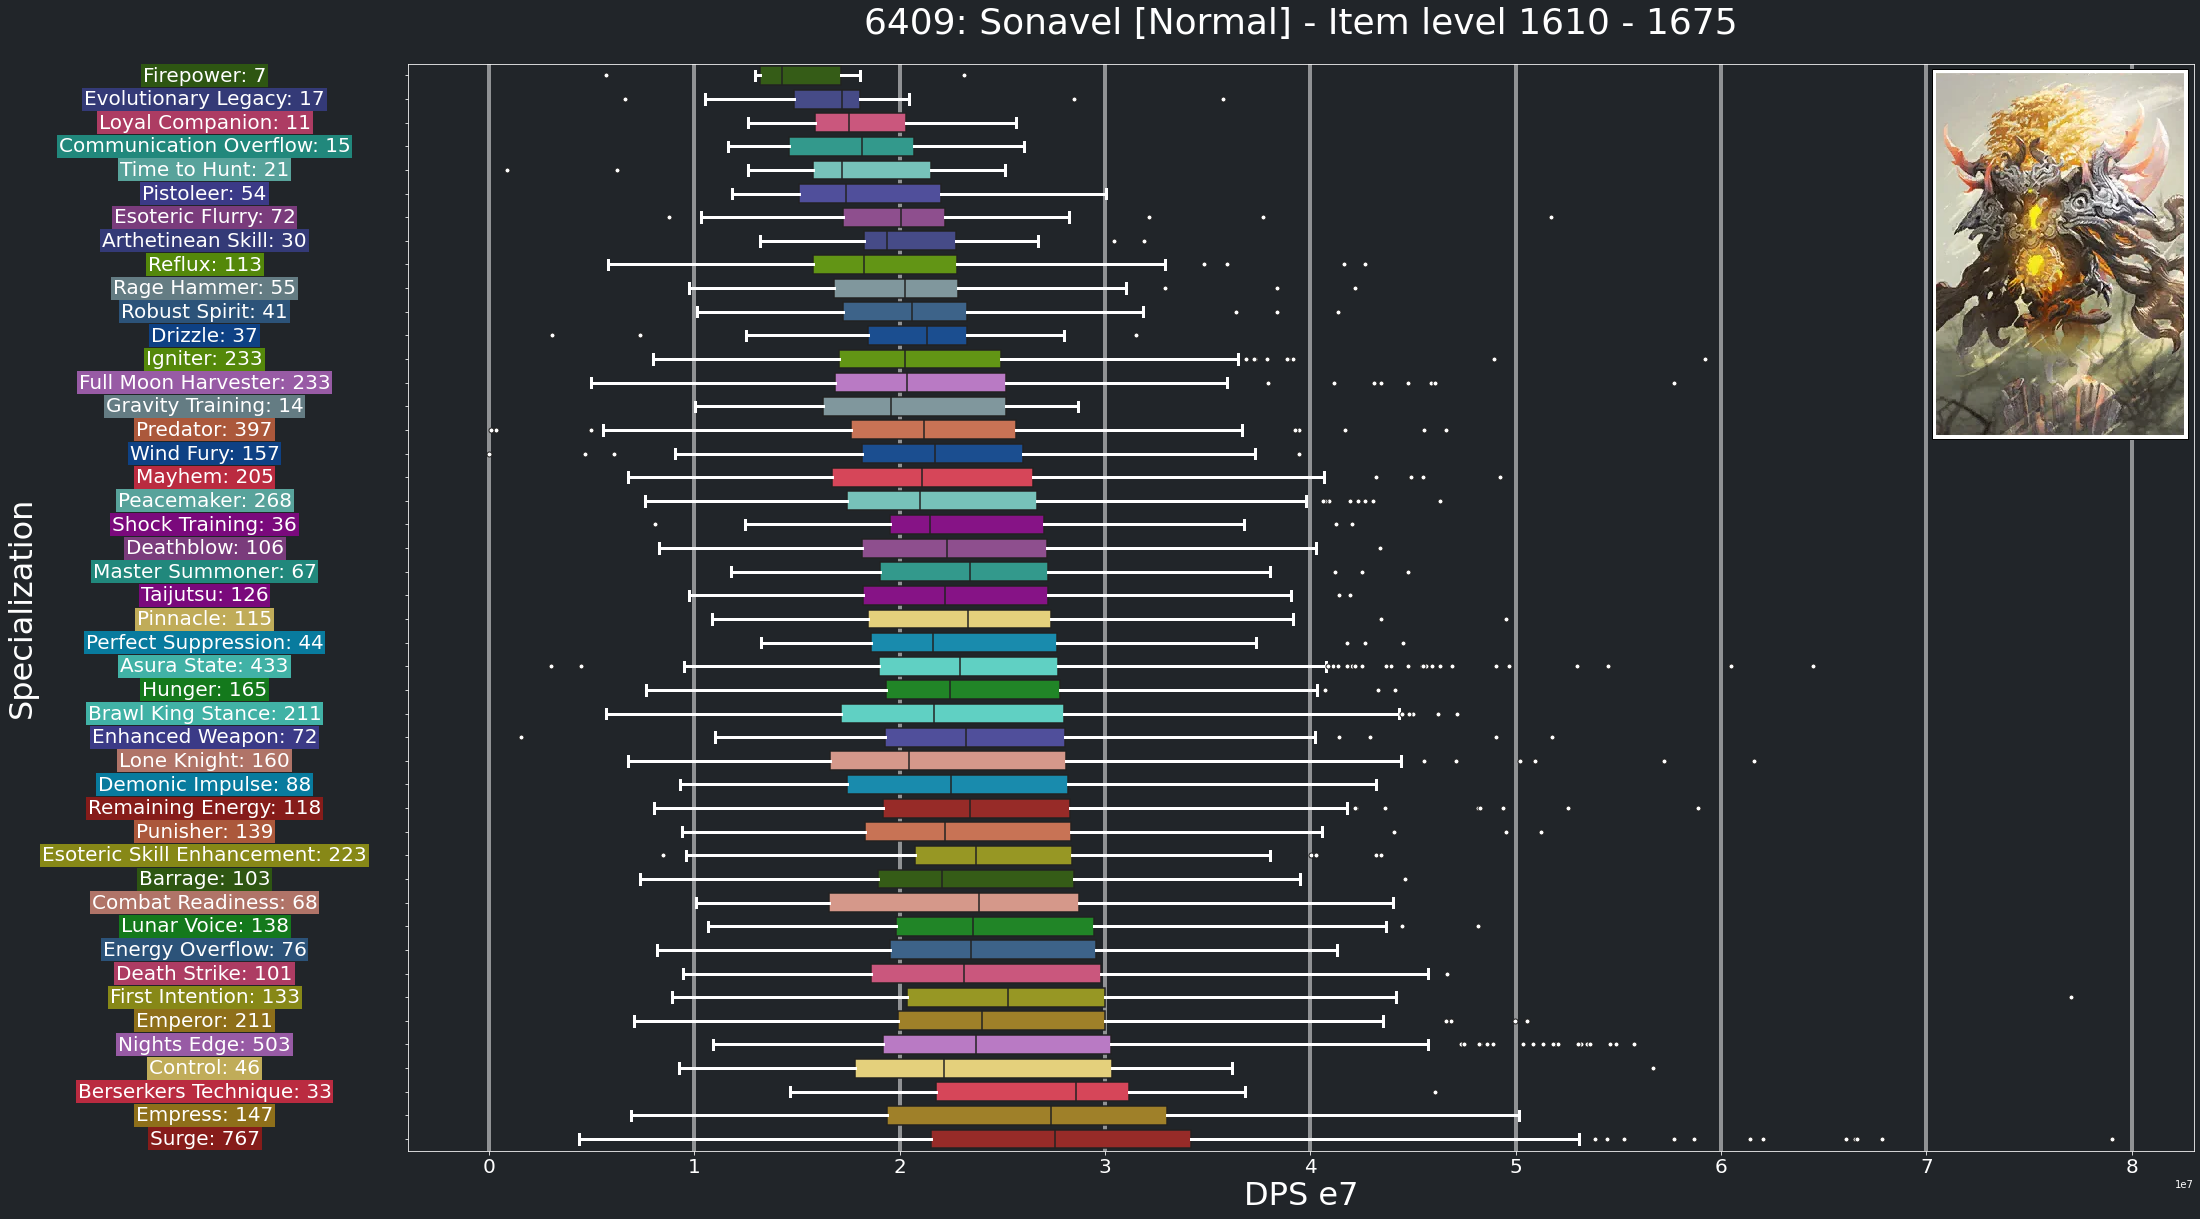 6409: Sonavel [Normal] - Item level 1610 - 1675
Firepower: 7
Evolutionary Legacy: 17
Loyal Companion: 11
Communication Overflow: 15
Time to Hunt: 21
Pistoleer: 54
Esoteric Flurry: 72
Arthetinean Skill: 30
Reflux: 113
Rage Hammer: 55
Robust Spirit: 41
Drizzle: 37
Igniter: 233
Full Moon Harvester: 233
Gravity Training: 14
Predator: 397
Wind Fury: 157
Mayhem: 205
Peacemaker: 268
Shock Training: 36
Deathblow: 106
Master Summoner: 67
Taijutsu: 126
Pinnacle: 115
Perfect Suppression: 44
Asura State: 433
Hunger: 165
Brawl King Stance: 211
Enhanced Weapon: 72
Lone Knight: 160
Demonic Impulse: 88
Remaining Energy: 118
Punisher: 139
Esoteric Skill Enhancement: 223
Barrage: 103
Combat Readiness: 68
Lunar Voice: 138
Energy Overflow: 76
Death Strike: 101
First Intention: 133
Emperor: 211
Nights Edge: 503
Control: 46
Berserkers Technique: 33
Empress: 147
Surge: 767
Specialization
0 1 2 3 4 5 6 7 8
1e7
DPS e7